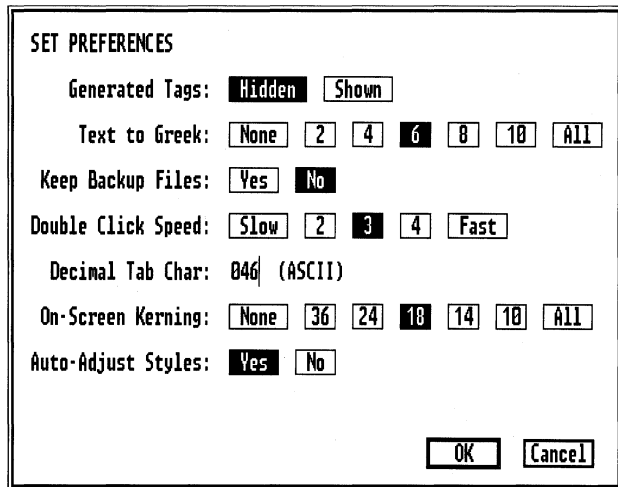 SET PREFERENCES
Generated Tags: Hidden Shown
Text to Greek: None 2 4 6 8 10 All
Keep Backup Files: Yes No
Double Click Speed: Slow 2 3 4 Fast
Decimal Tab Char: 046 (ASCII)
On-Screen Kerning: None 36 24 18 14 10 All
Auto-Adjust Styles: Yes No
OK Cancel